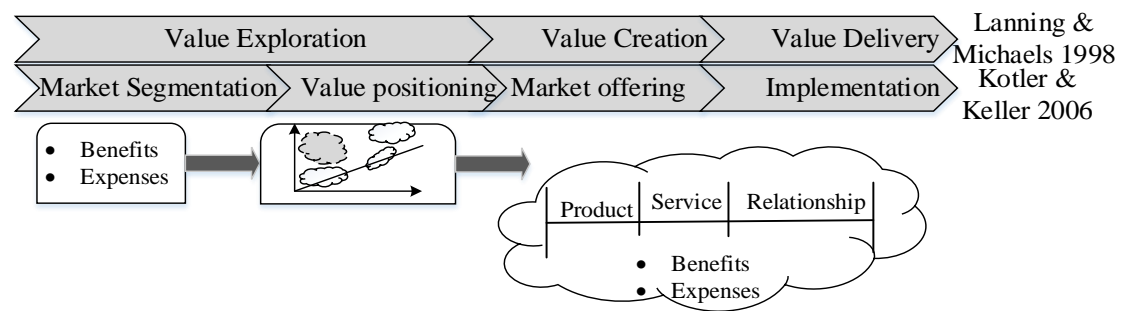 Value Exploration
Value Creation
Value Delivery
Lanning &
Michaels 1998
Market Segmentation
Value positioning
Market offering
Implementation
Kotler &
Keller 2006
• Benefits
• Expenses
Product
Service
Relationship
• Benefits
• Expenses